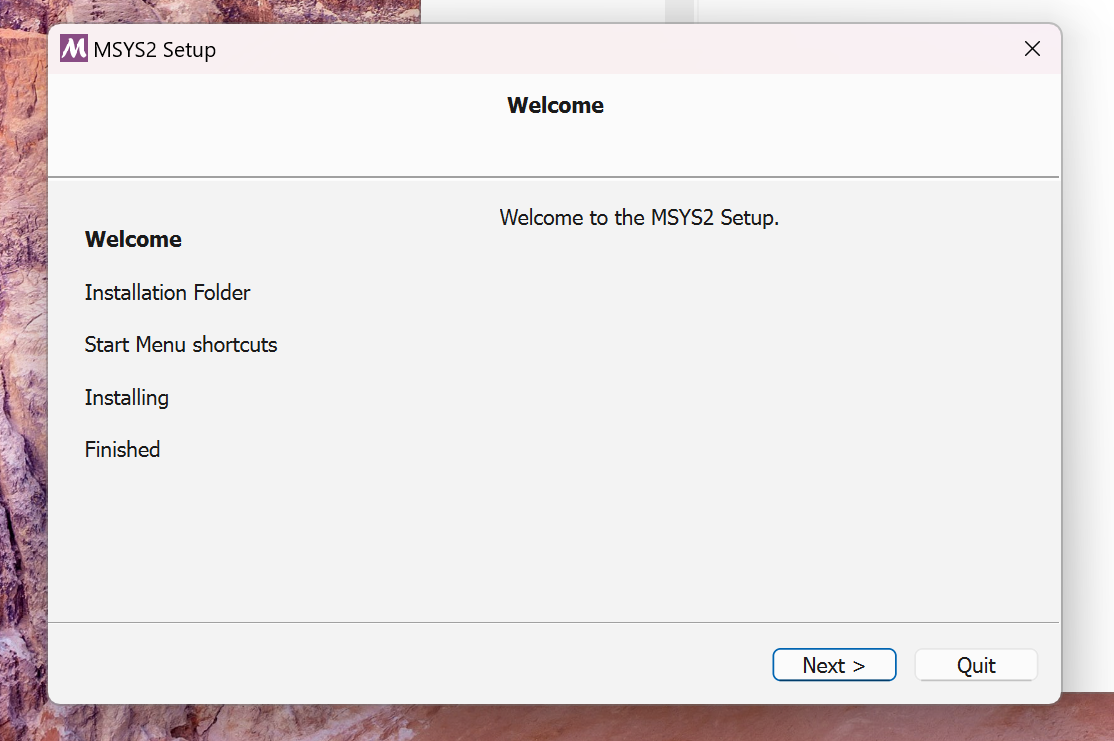 MSYS2 Setup
Welcome
Welcome to the MSYS2 Setup.
Welcome
Installation Folder
Start Menu shortcuts
Installing
Finished
Next >
Quit